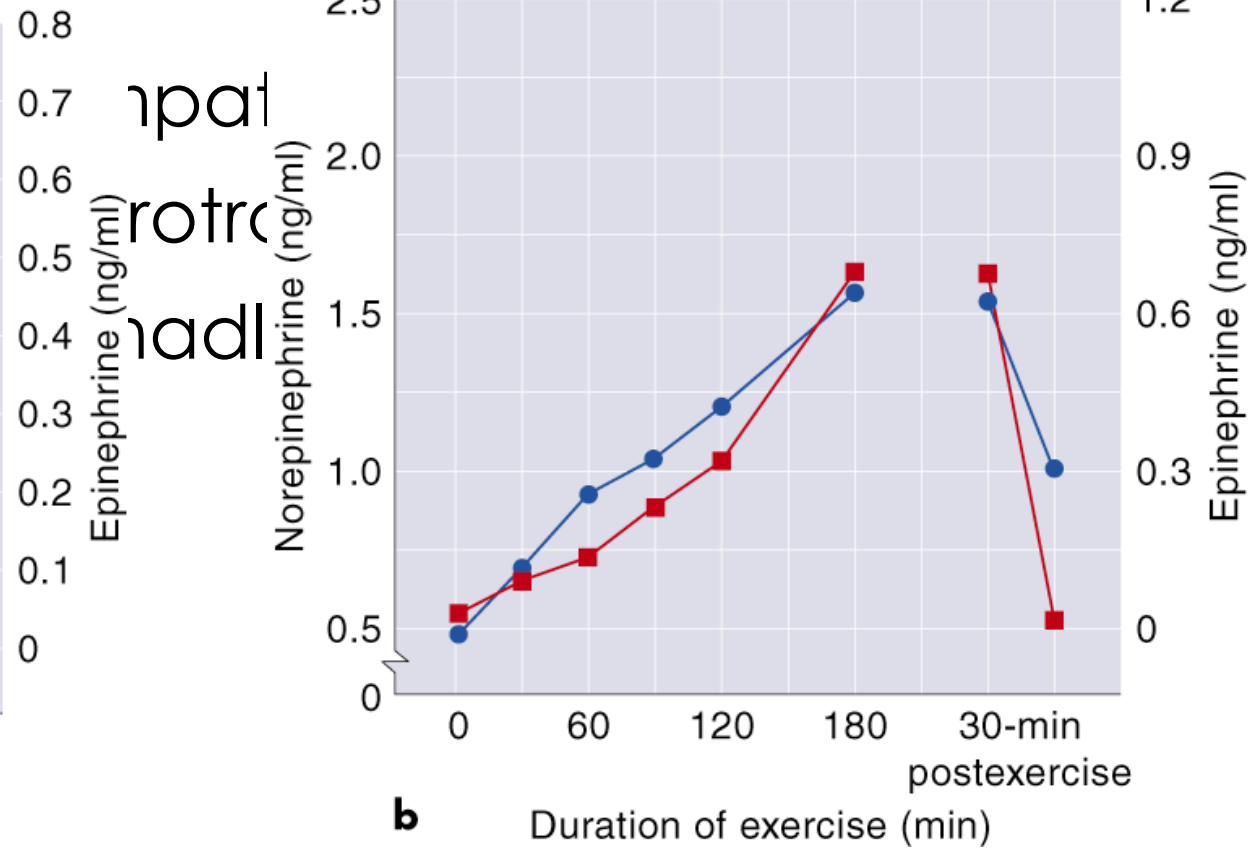 0.8
0.7
0.6
0.5
0.4
0.3
0.2
0.1
0
Epinephrine (ng/ml)
npat
rotro
nadl
Norepinephrine (ng/ml)
2.5
2.0
1.5
1.0
0.5
0
1.2
0.9
0.6
0.3
0
Epinephrine (ng/ml)
0 60 120 180 30-min
postexercise
b Duration of exercise (min)